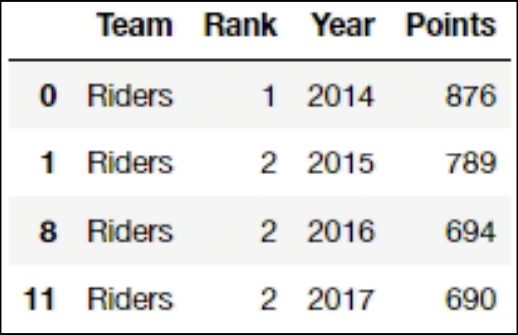 Team Rank Year Points
0 Riders 1 2014 876
1 Riders 2 2015 789
8 Riders 2 2016 694
11 Riders 2 2017 690